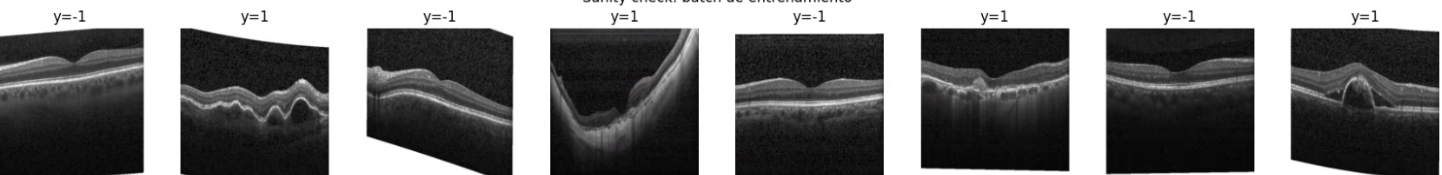 Sanity check: batch de entrenamiento
y=-1 y=1 y=-1 y=1 y=-1 y=1 y=-1 y=1